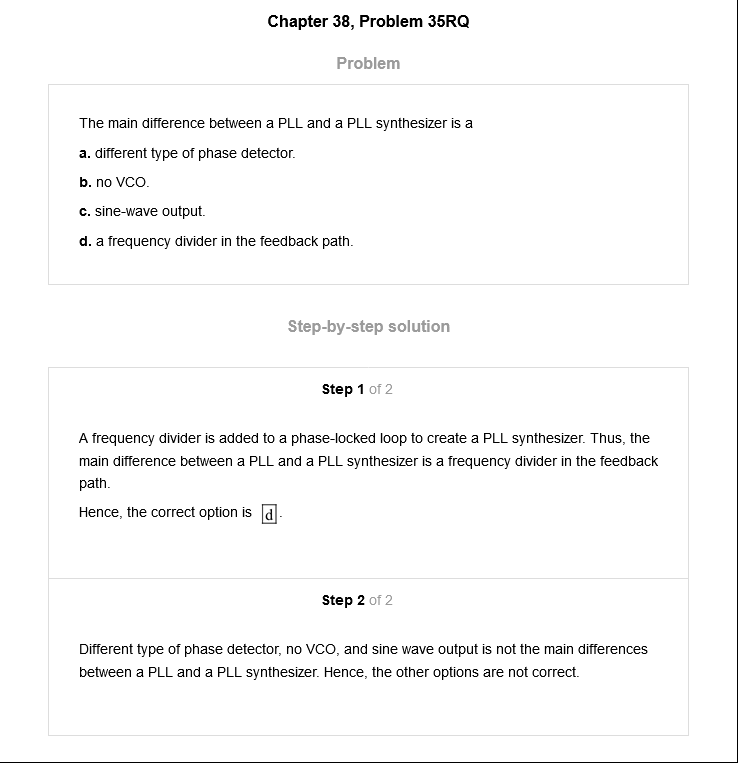 Chapter 38, Problem 35RQ
Problem
The main difference between a PLL and a PLL synthesizer is a
a. different type of phase detector.
b. no VCO.
c. sine-wave output.
d. a frequency divider in the feedback path.
Step-by-step solution
Step 1 of 2
A frequency divider is added to a phase-locked loop to create a PLL synthesizer. Thus, the
main difference between a PLL and a PLL synthesizer is a frequency divider in the feedback
path.
Hence, the correct option is d.
Step 2 of 2
Different type of phase detector, no VCO, and sine wave output is not the main differences
between a PLL and a PLL synthesizer. Hence, the other options are not correct.